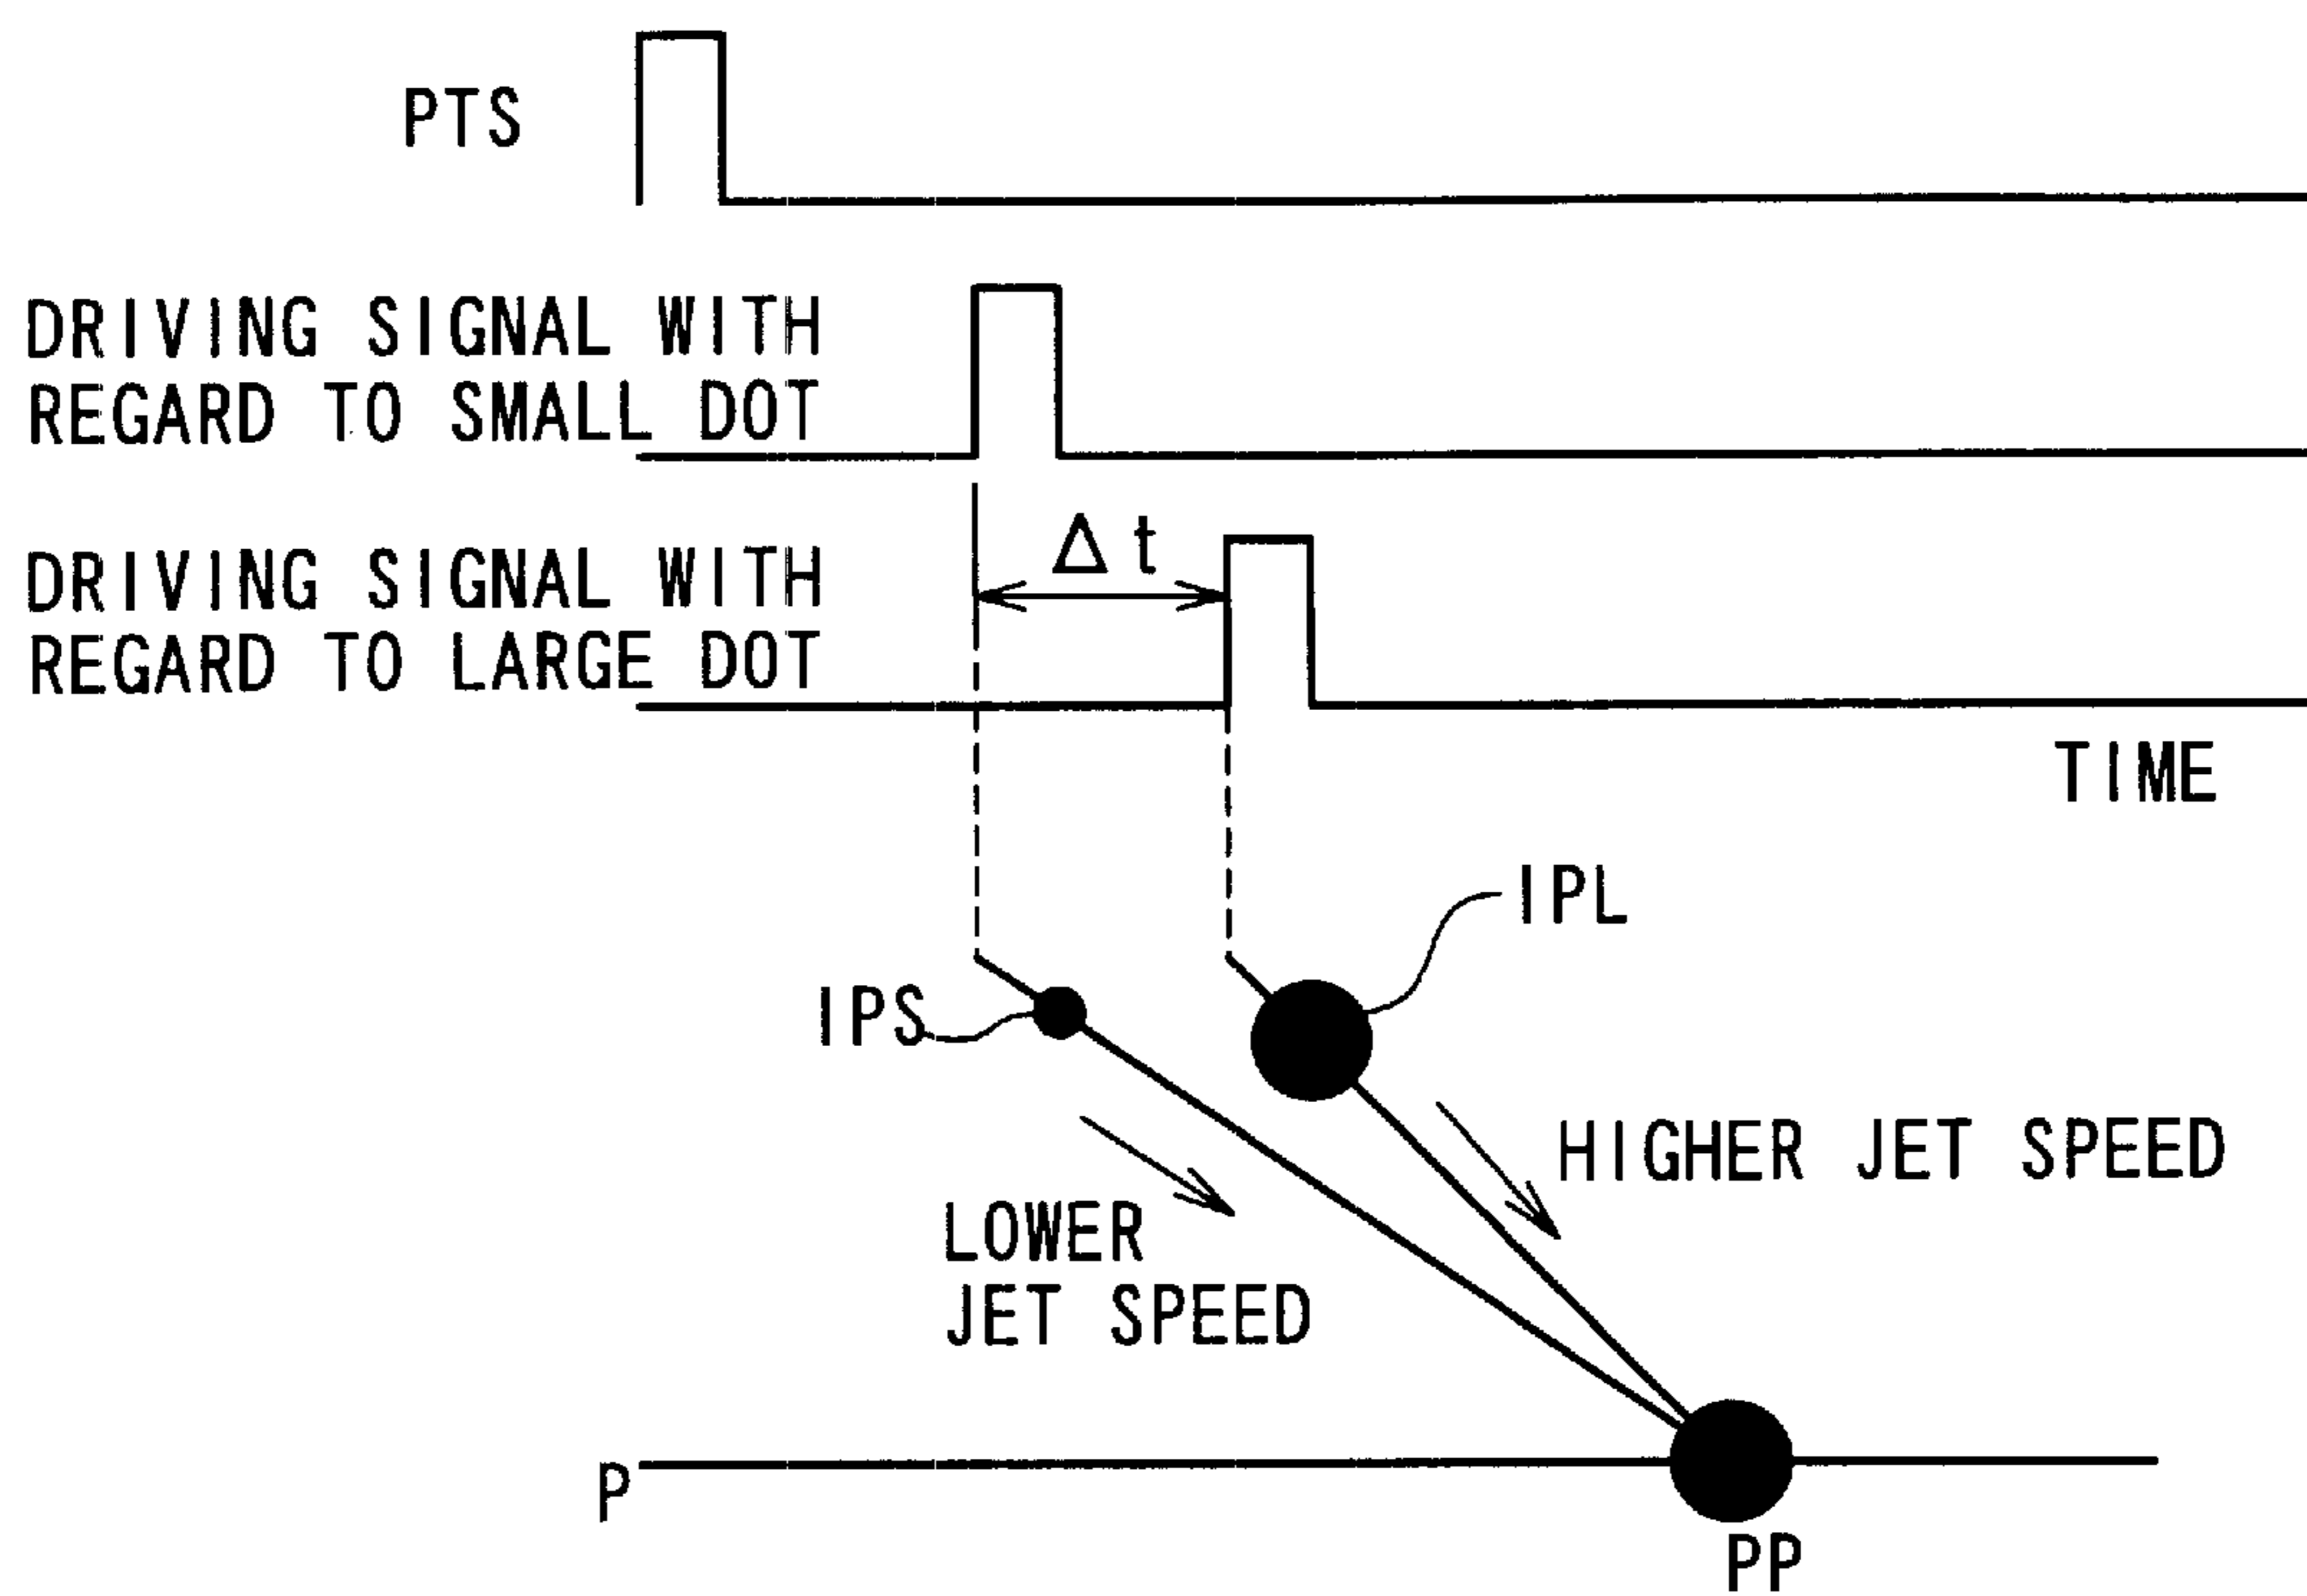 PTS
DRIVING SIGNAL WITH
REGARD TO SMALL DOT
Δt
DRIVING SIGNAL WITH
REGARD TO LARGE DOT
TIME
IPL
IPS
HIGHER JET SPEED
LOWER
JET SPEED
P
PP